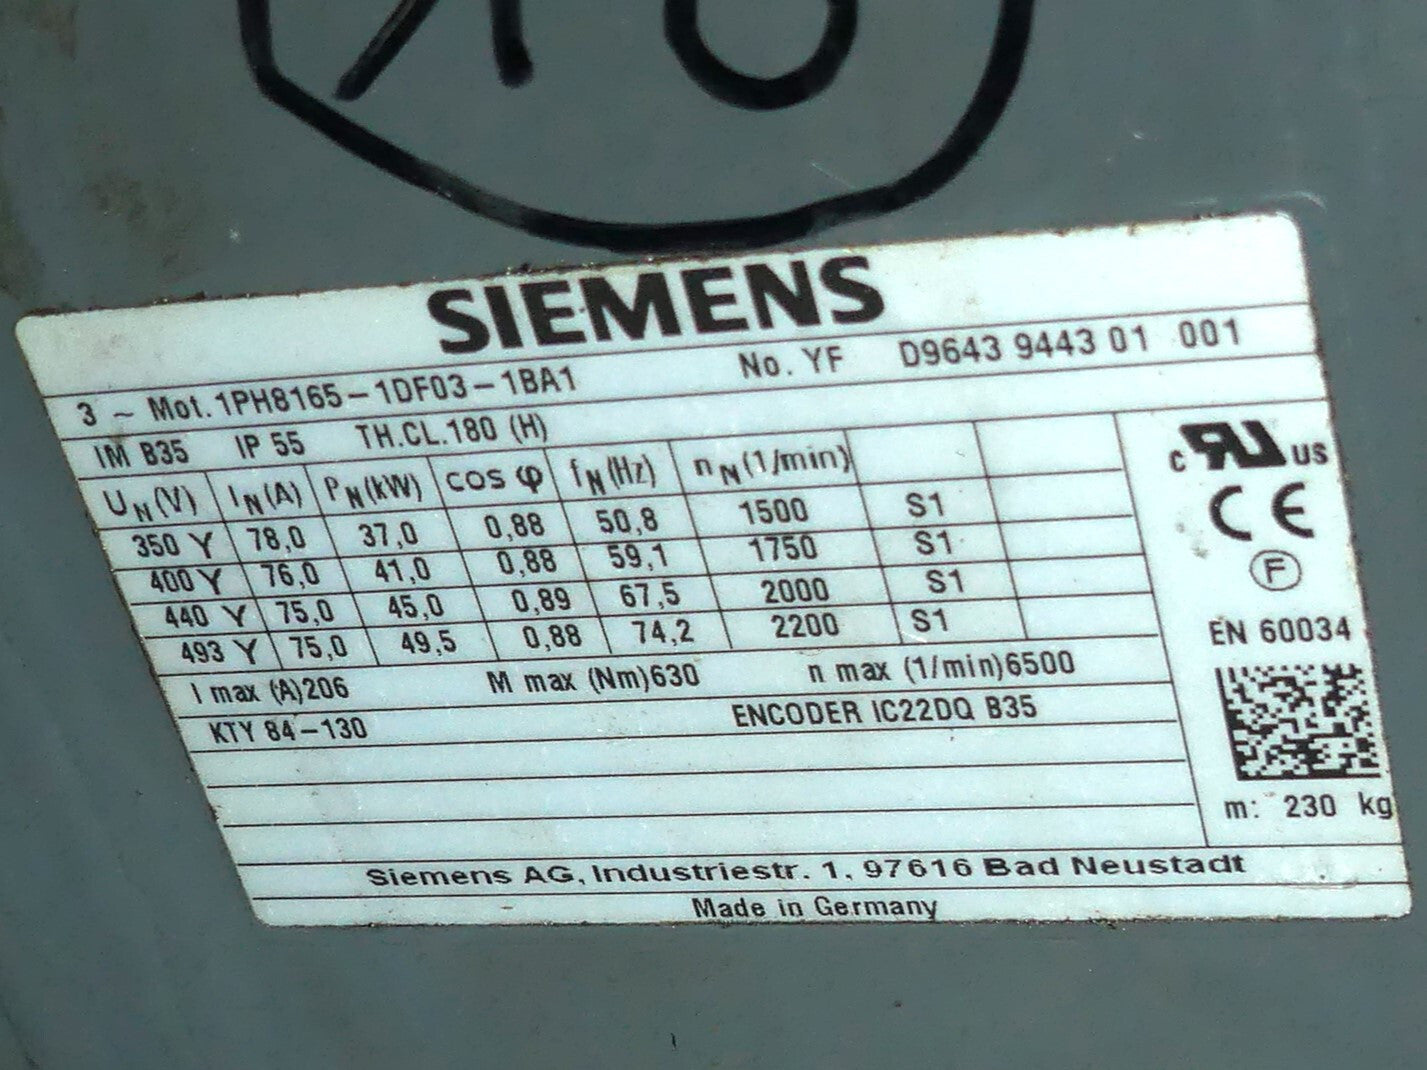 OK
SIEMENS
3 ~ Mot. 1PH8165-1DF03-1BA1 No. YF D9643 9443 01 001
IM B35 IP 55 TH.CL.180 (H)
UN(V) IN(A) PN(kW) cos φ fN(Hz) nN(1/min)
350 Y 78,0 37,0 0,88 50,8 1500 S1
400 Y 76,0 41,0 0,88 59,1 1750 S1
440 Y 75,0 45,0 0,89 67,5 2000 S1
493 Y 75,0 49,5 0,88 74,2 2200 S1
I max (A)206 M max (Nm)630 n max (1/min)6500
KTY 84-130 ENCODER IC22DQ B35
c RU US
CE
F
EN 60034
m: 230 kg
Siemens AG, Industriestr. 1, 97616 Bad Neustadt
Made in Germany